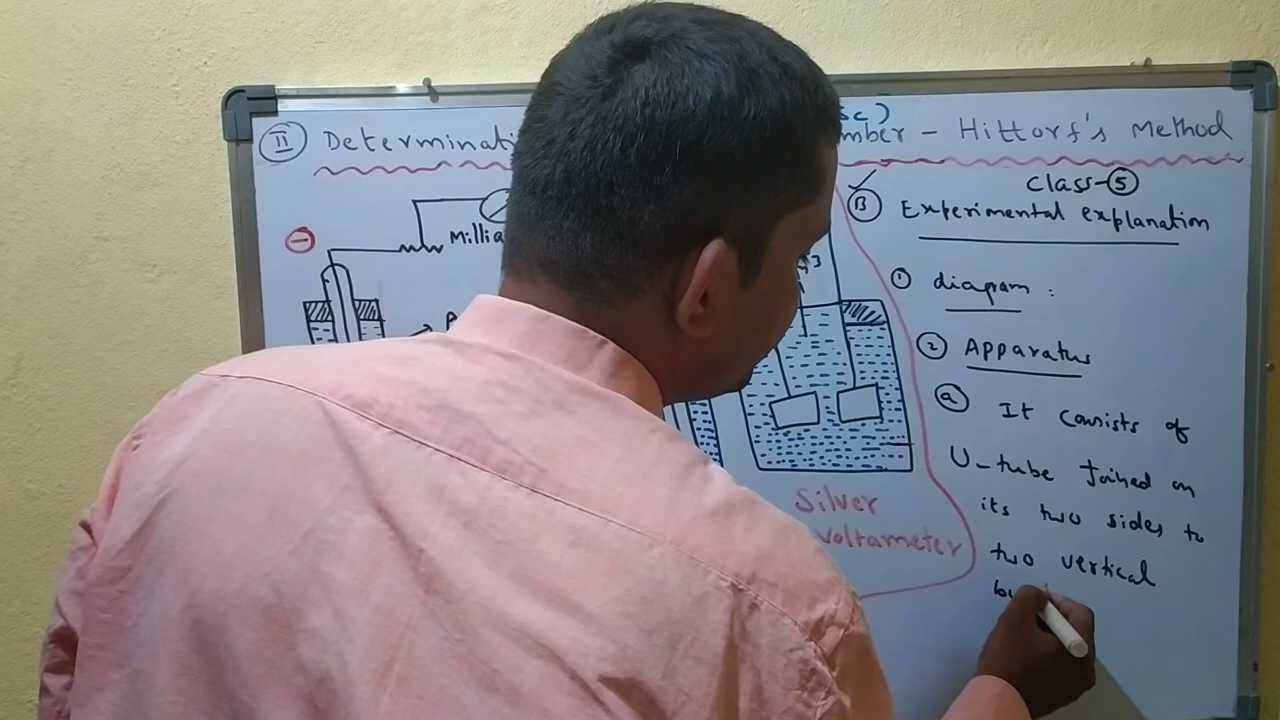 sc)
II Determinati mber - Hittorf's Method
Class-5
B Experimental explanation
Millia
1 diagram :
2 Apparatus
a It consists of
U-tube Joined on
its two sides to
two vertical
Silver
Voltameter